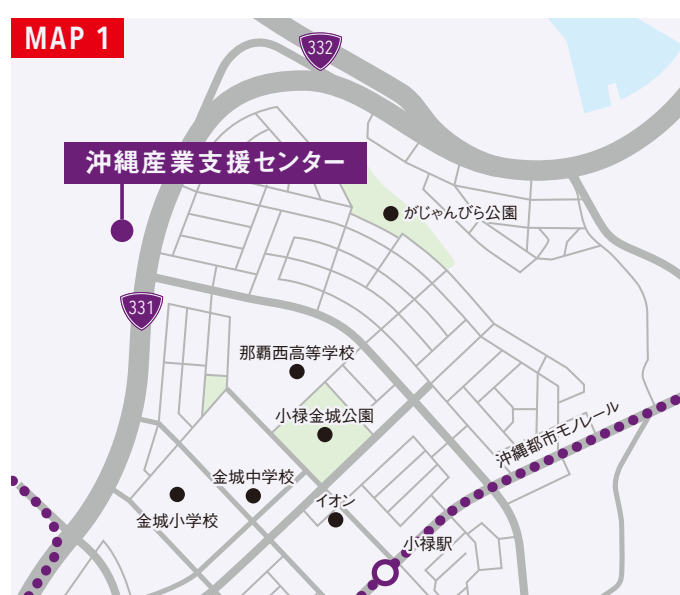 MAP 1
332
沖縄産業支援センター
がじゃんびら公園
331
那覇西高等学校
小禄金城公園
沖縄都市モノレール
金城中学校
イオン
金城小学校
小禄駅